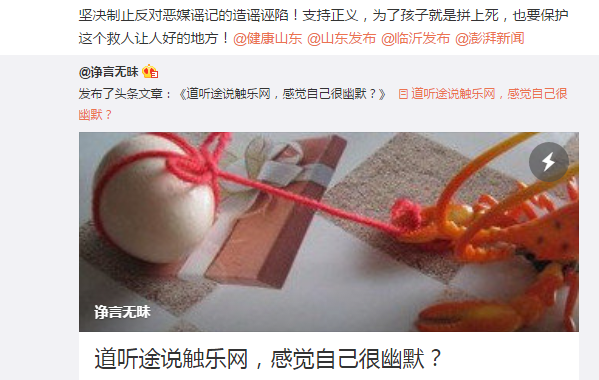 坚决制止反对恶媒谣记的造谣诬陷！支持正义，为了孩子就是拼上死，也要保护
这个救人让人好的地方！@健康山东 @山东发布 @临沂发布 @澎湃新闻
@诤言无昧
发布了头条文章：《道听途说触乐网，感觉自己很幽默？》 道听途说触乐网，感觉自己很
幽默？
诤言无昧
道听途说触乐网，感觉自己很幽默？